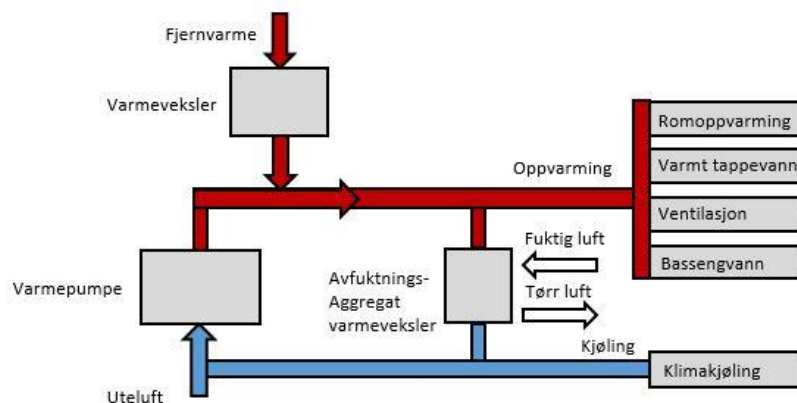 Fjernvarme
Varmeveksler
Oppvarming
Romoppvarming
Varmt tappevann
Ventilasjon
Bassengvann
Varmepumpe
Avfuktnings-
Aggregat
varmeveksler
Fuktig luft
Tørr luft
Kjøling
Klimakjøling
Uteluft